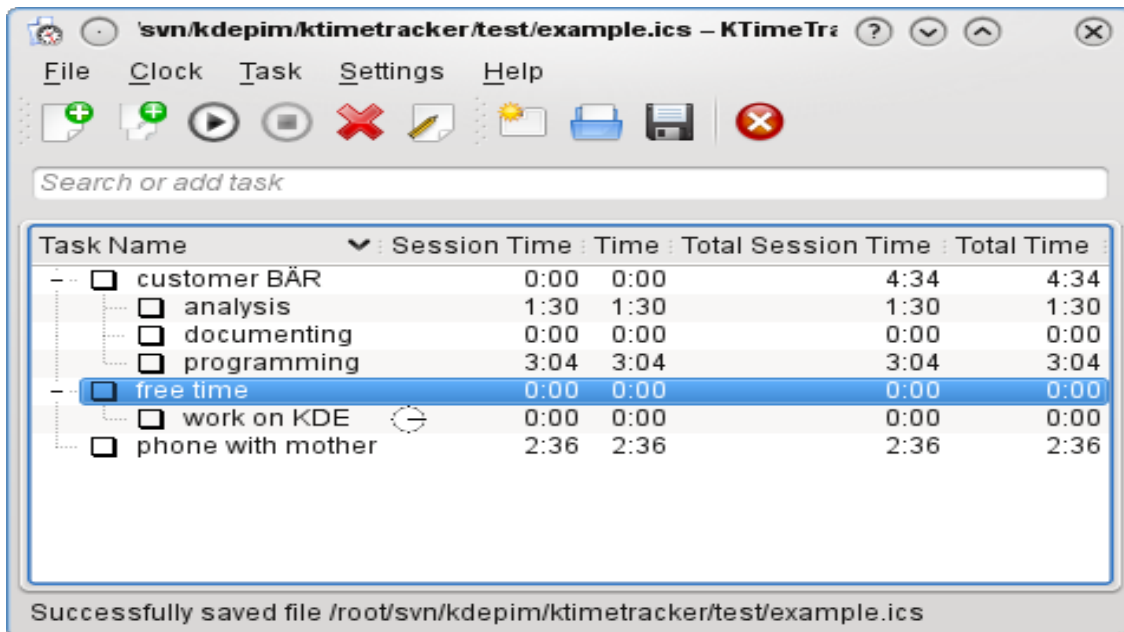 'svn/kdepim/ktimetracker/test/example.ics – KTimeTra
File Clock Task Settings Help
Search or add task
Task Name Session Time Time Total Session Time Total Time
customer BÄR 0:00 0:00 4:34 4:34
analysis 1:30 1:30 1:30 1:30
documenting 0:00 0:00 0:00 0:00
programming 3:04 3:04 3:04 3:04
free time 0:00 0:00 0:00 0:00
work on KDE 0:00 0:00 0:00 0:00
phone with mother 2:36 2:36 2:36 2:36
Successfully saved file /root/svn/kdepim/ktimetracker/test/example.ics